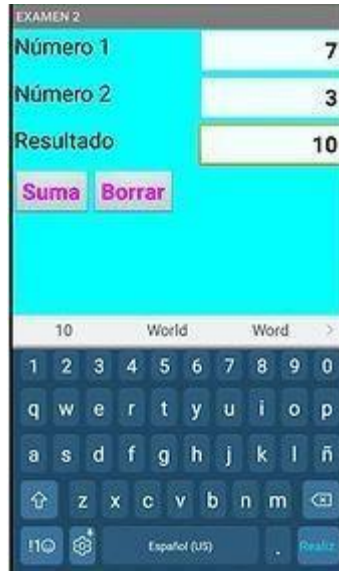 EXAMEN 2
Número 1 7
Número 2 3
Resultado 10
Suma Borrar
10 World Word >
1 2 3 4 5 6 7 8 9 0
q w e r t y u i o p
a s d f g h j k l ñ
z x c v b n m
!1☺ Español (US) . Realiz.